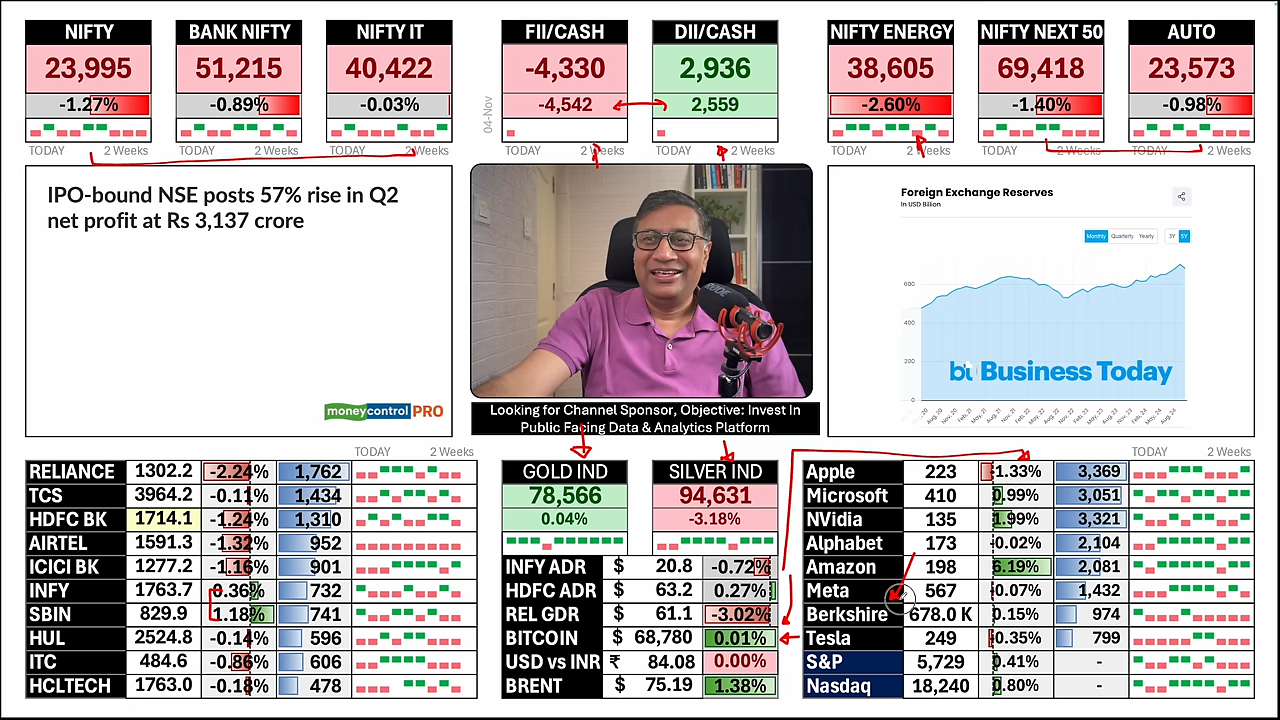 NIFTY
23,995
-1.27%
TODAY 2 Weeks
BANK NIFTY
51,215
-0.89%
TODAY 2 Weeks
NIFTY IT
40,422
-0.03%
TODAY 2 Weeks
04-Nov
FII/CASH
-4,330
-4,542
TODAY 2 Weeks
DII/CASH
2,936
2,559
TODAY 2 Weeks
NIFTY ENERGY
38,605
-2.60%
TODAY 2 Weeks
NIFTY NEXT 50
69,418
-1.40%
TODAY 2 Weeks
AUTO
23,573
-0.98%
TODAY 2 Weeks
IPO-bound NSE posts 57% rise in Q2
net profit at Rs 3,137 crore
moneycontrol PRO
Looking for Channel Sponsor, Objective: Invest In
Public Facing Data & Analytics Platform
Foreign Exchange Reserves
In USD Billion
Monthly Quarterly Yearly 3Y 5Y
600
400
200
0
bt Business Today
TODAY 2 Weeks
RELIANCE 1302.2 -2.24% 1,762
TCS 3964.2 -0.11% 1,434
HDFC BK 1714.1 -1.24% 1,310
AIRTEL 1591.3 -1.32% 952
ICICI BK 1277.2 -1.16% 901
INFY 1763.7 0.36% 732
SBIN 829.9 1.18% 741
HUL 2524.8 -0.14% 596
ITC 484.6 -0.86% 606
HCLTECH 1763.0 -0.18% 478
GOLD IND
78,566
0.04%
SILVER IND
94,631
-3.18%
INFY ADR $ 20.8 -0.72%
HDFC ADR $ 63.2 0.27%
REL GDR $ 61.1 -3.02%
BITCOIN $ 68,780 0.01%
USD vs INR ₹ 84.08 0.00%
BRENT $ 75.19 1.38%
TODAY 2 Weeks
Apple 223 -1.33% 3,369
Microsoft 410 0.99% 3,051
NVidia 135 1.99% 3,321
Alphabet 173 -0.02% 2,104
Amazon 198 6.19% 2,081
Meta 567 -0.07% 1,432
Berkshire 678.0 K 0.15% 974
Tesla 249 -0.35% 799
S&P 5,729 0.41% -
Nasdaq 18,240 0.80% -